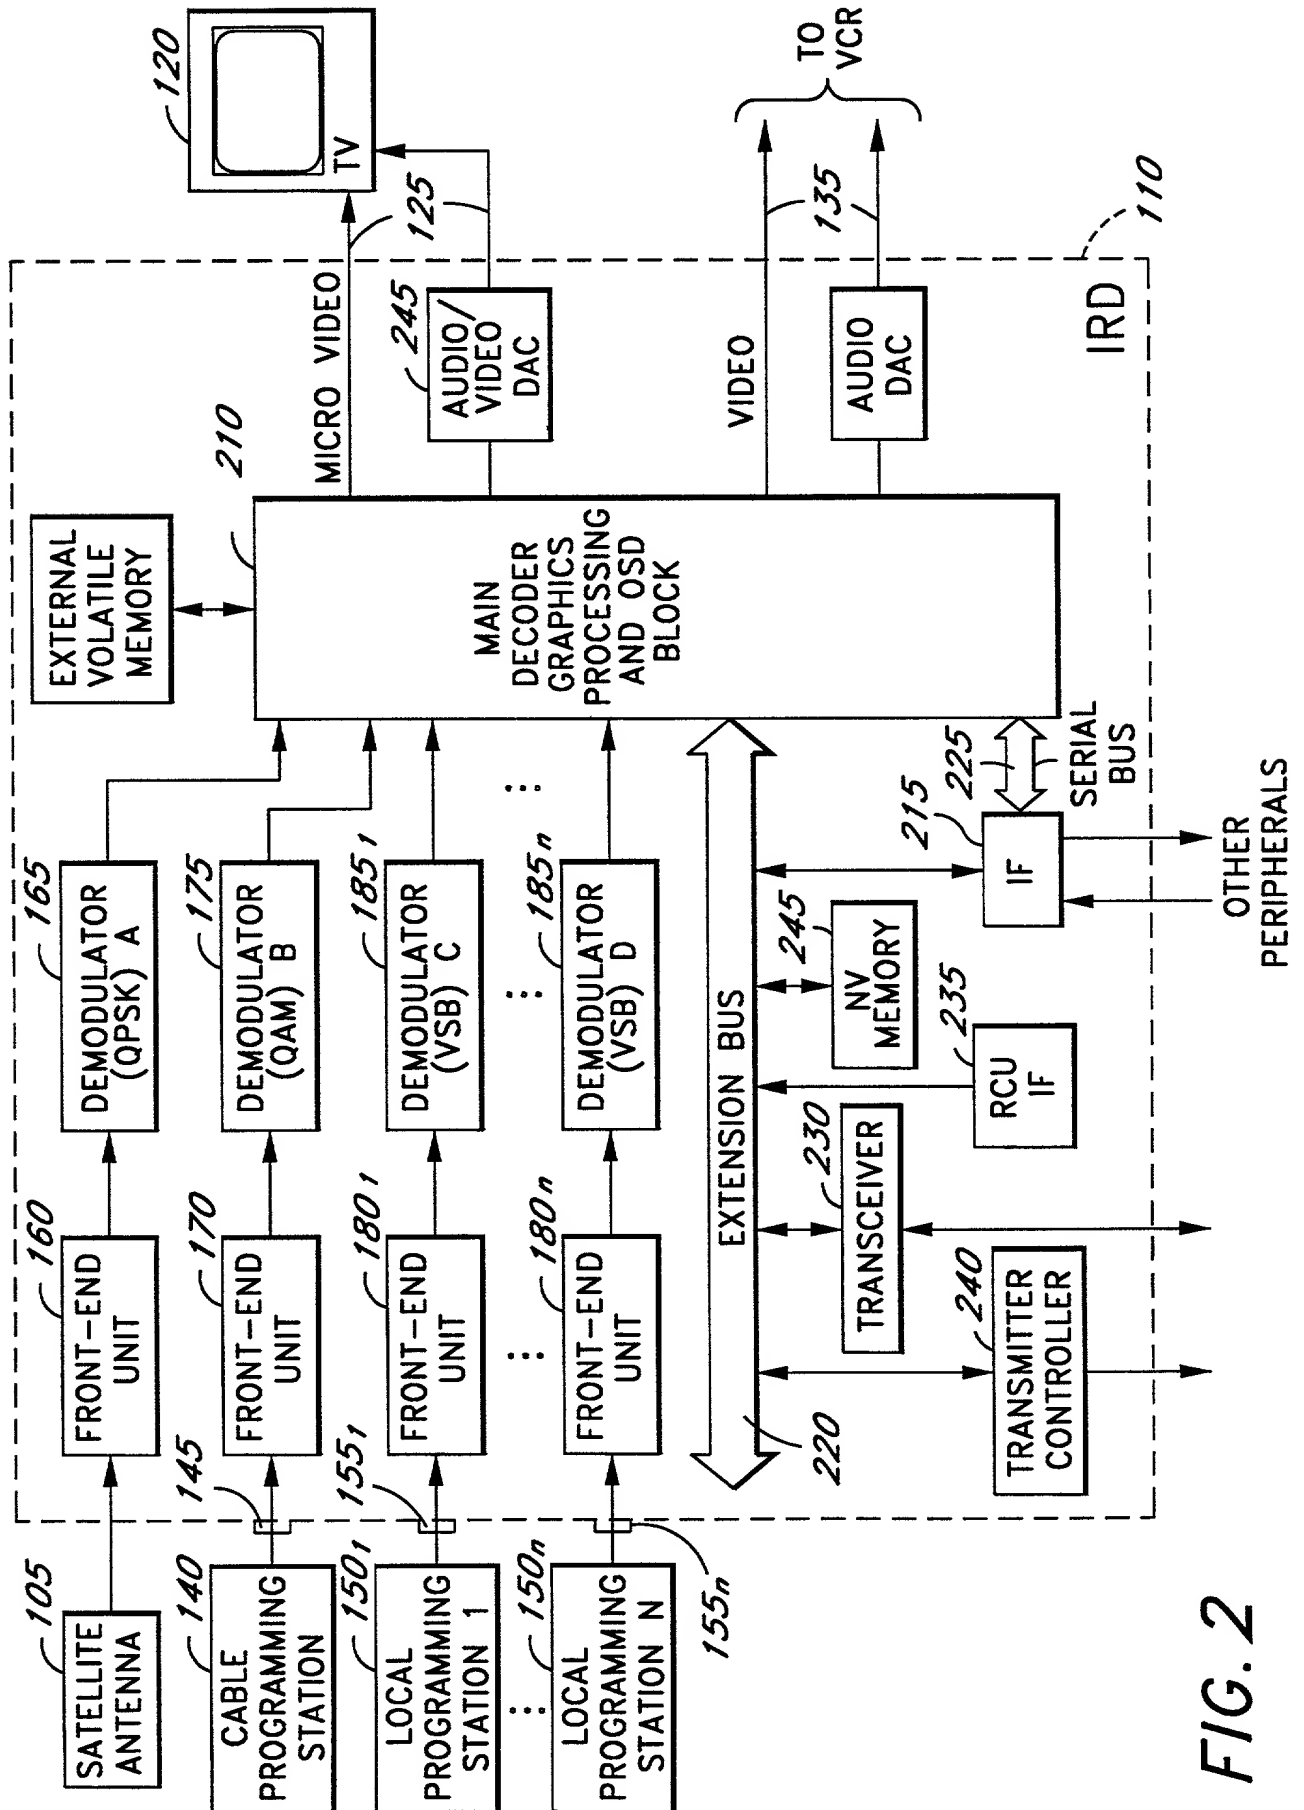 105
SATELLITE
ANTENNA
160
FRONT-END
UNIT
165
DEMODULATOR
(QPSK) A
EXTERNAL
VOLATILE
MEMORY
120
TV
140
CABLE
PROGRAMMING
STATION
145
170
FRONT-END
UNIT
175
DEMODULATOR
(QAM) B
210
MICRO VIDEO
125
150₁
LOCAL
PROGRAMMING
STATION 1
155₁
180₁
FRONT-END
UNIT
185₁
DEMODULATOR
(VSB) C
MAIN
DECODER
GRAPHICS
PROCESSING
AND OSD
BLOCK
245
AUDIO/
VIDEO
DAC
150ₙ
LOCAL
PROGRAMMING
STATION N
155ₙ
180ₙ
FRONT-END
UNIT
185ₙ
DEMODULATOR
(VSB) D
EXTENSION BUS
220
VIDEO
135
TO
VCR
AUDIO
DAC
230
TRANSCEIVER
240
TRANSMITTER
CONTROLLER
235
RCU
IF
245
NV
MEMORY
215
IF
225
SERIAL
BUS
OTHER
PERIPHERALS
IRD
110
FIG. 2